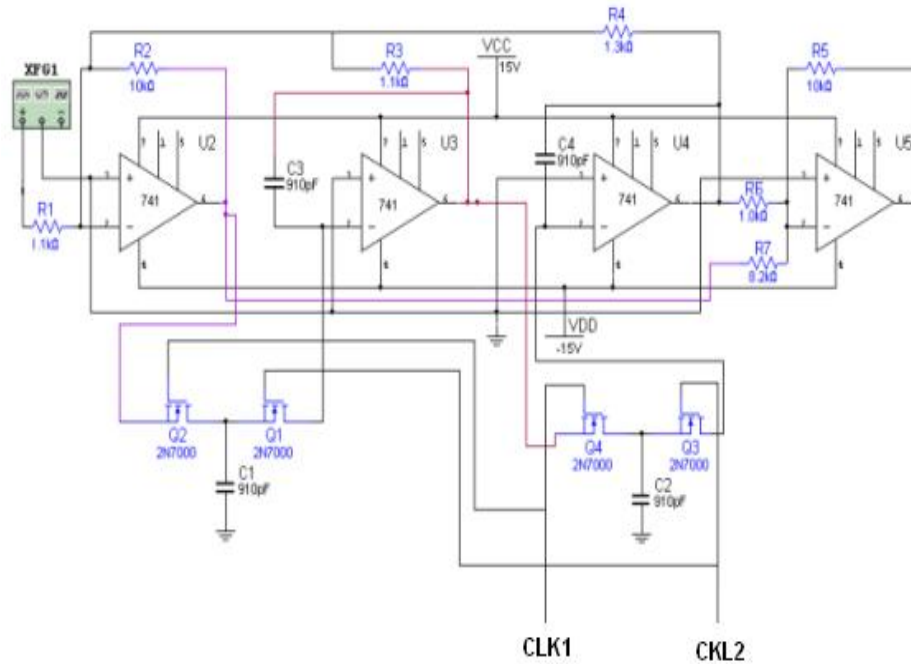 R4
1.3kΩ
R2
10kΩ
R3
1.1kΩ
VCC
15V
R5
10kΩ
XFG1
U2
U3
U4
U5
C3
910pF
C4
910pF
741
741
741
741
R1
1.1kΩ
R6
1.0kΩ
R7
8.2kΩ
VDD
-15V
Q2
2N7000
Q1
2N7000
C1
910pF
Q4
2N7000
Q3
2N7000
C2
910pF
CLK1
CKL2